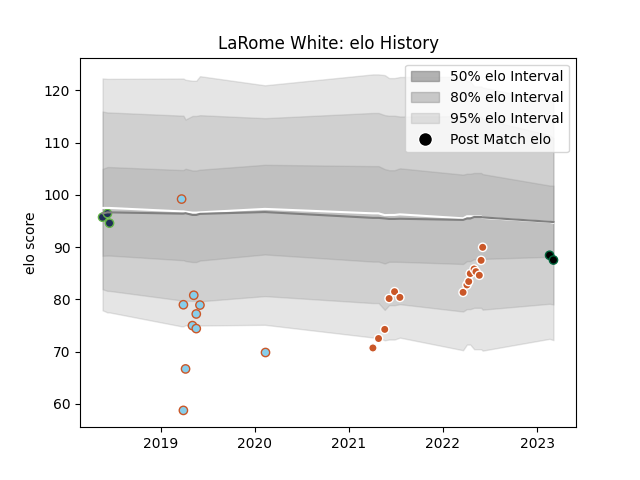 LaRome White: elo History
50% elo Interval
80% elo Interval
95% elo Interval
Post Match elo
elo score
120
110
100
90
80
70
60
2019
2020
2021
2022
2023